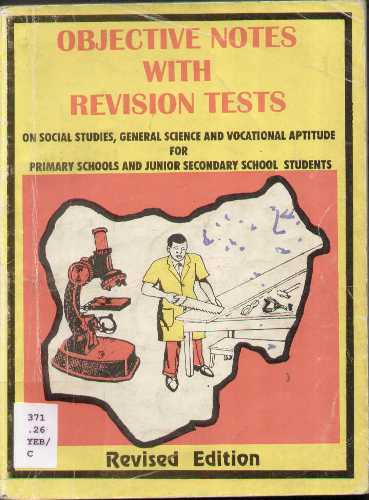 OBJECTIVE NOTES
WITH
REVISION TESTS
ON SOCIAL STUDIES, GENERAL SCIENCE AND VOCATIONAL APTITUDE
FOR
PRIMARY SCHOOLS AND JUNIOR SECONDARY SCHOOL STUDENTS
371
.26
YEB/
C
Revised Edition